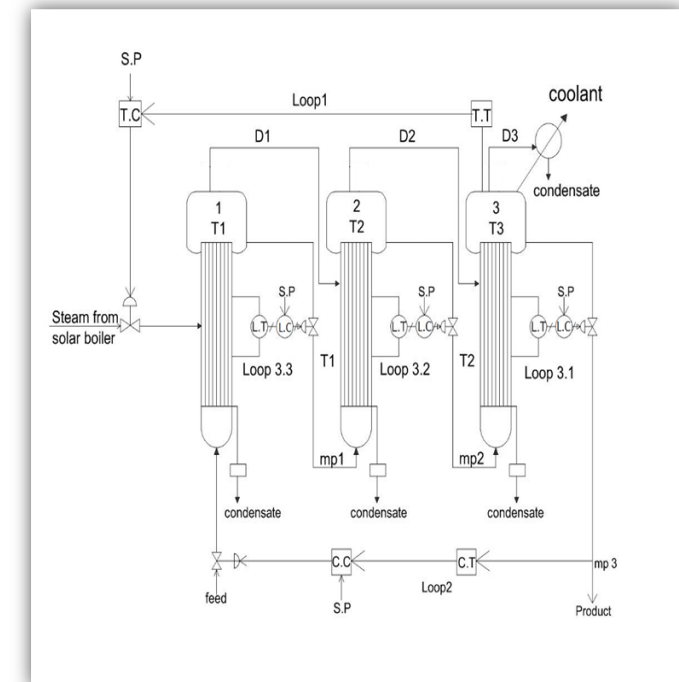 S.P
T.C
Loop1
T.T
coolant
D1
D2
D3
condensate
1
T1
2
T2
3
T3
Steam from
solar boiler
S.P
L.T
L.C
S.P
L.T
L.C
S.P
L.T
L.C
Loop 3.3
T1
Loop 3.2
T2
Loop 3.1
mp1
mp2
condensate
condensate
condensate
C.C
C.T
mp 3
feed
S.P
Loop2
Product